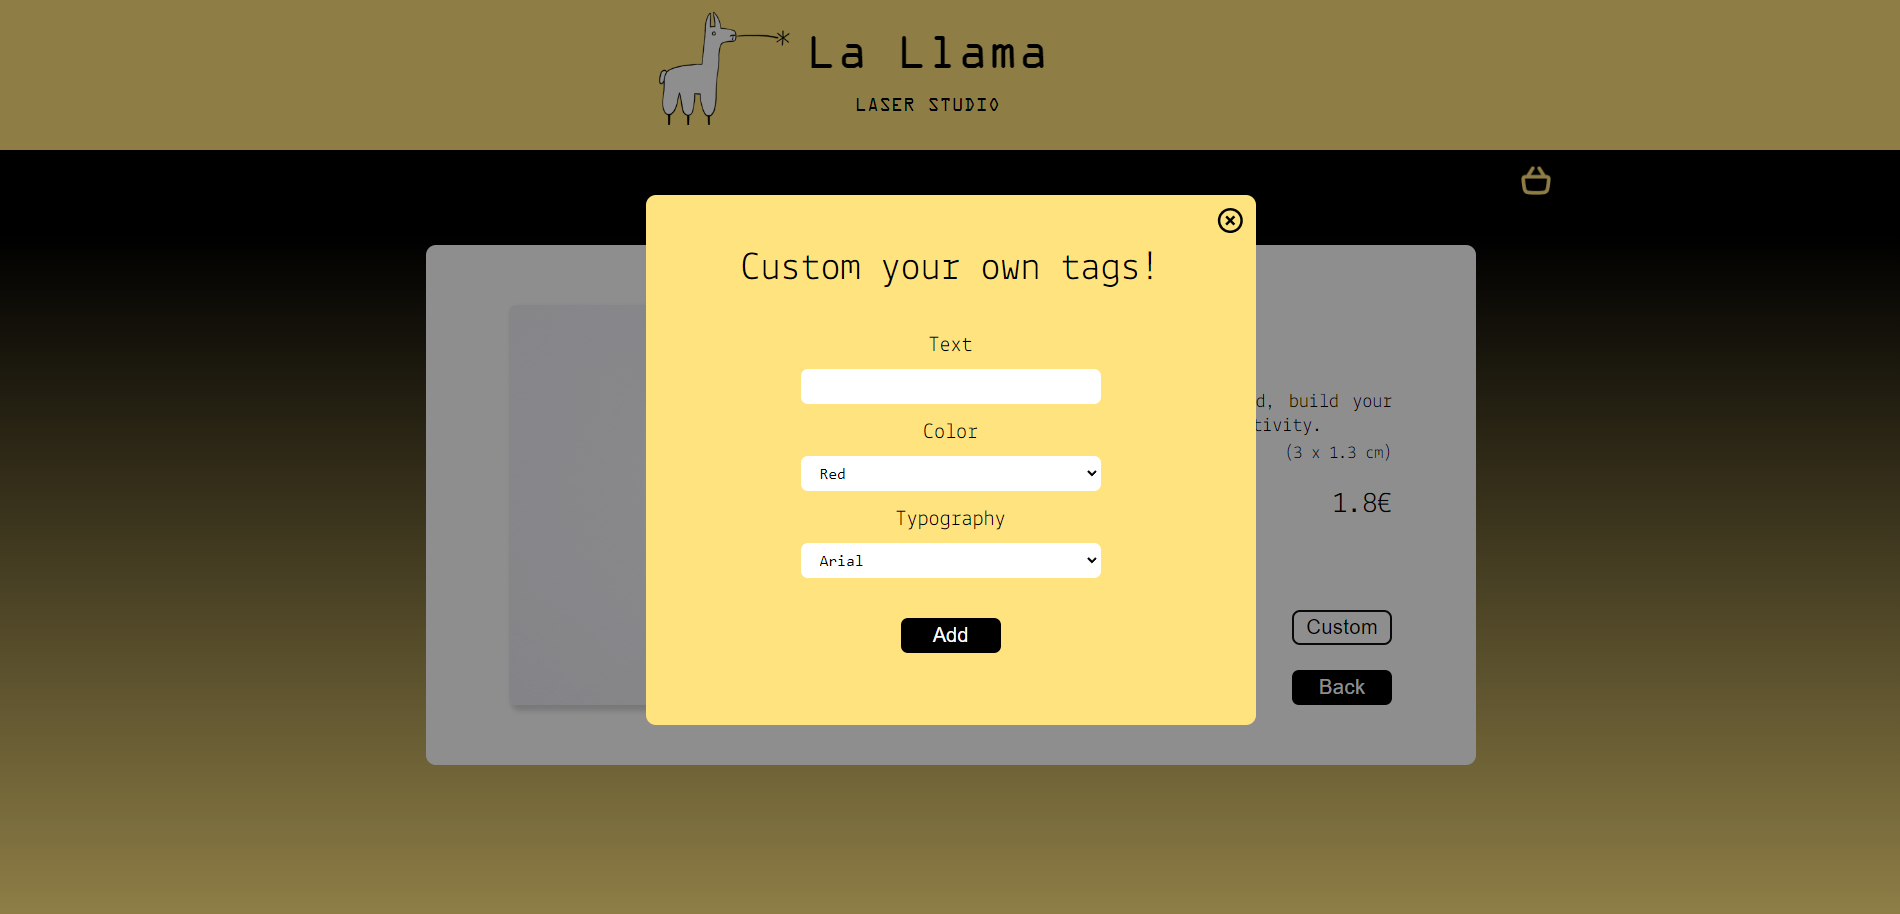 La Llama
LASER STUDIO
Custom your own tags!
Text
Color
Red
Typography
Arial
Add
build your
tivity.
(3 x 1.3 cm)
1.8€
Custom
Back